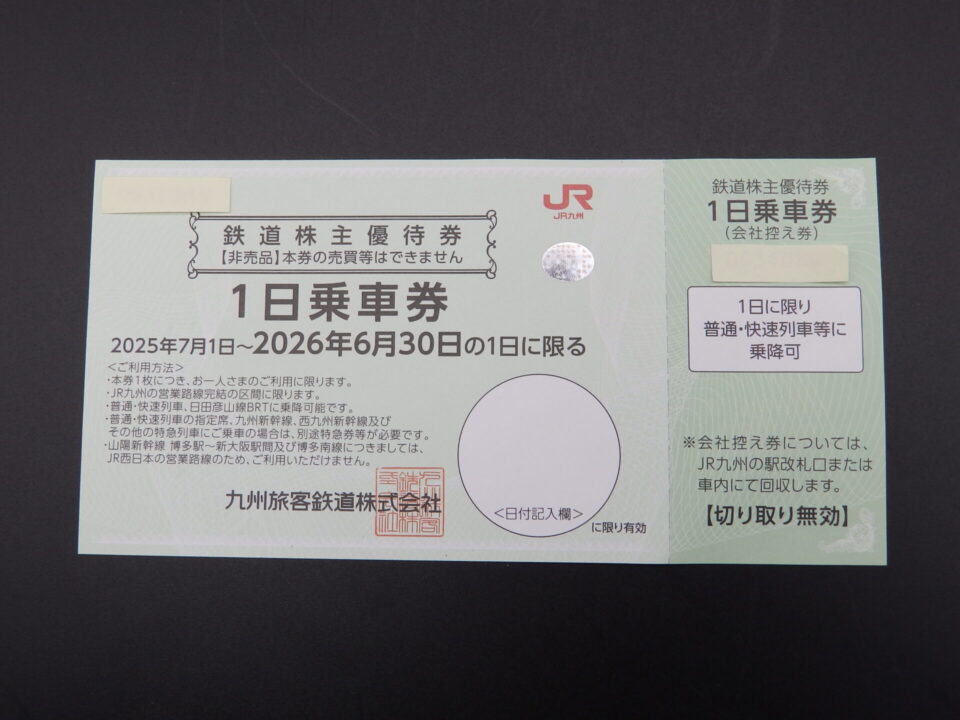 JR
JR九州
鉄道株主優待券
【非売品】本券の売買等はできません
1日乗車券
2025年7月1日～2026年6月30日の1日に限る
＜ご利用方法＞
・本券1枚につき、お一人さまのご利用に限ります。
・JR九州の営業路線完結の区間に限ります。
・普通・快速列車、日田彦山線BRTに乗降可能です。
・普通・快速列車の指定席、九州新幹線、西九州新幹線及び
その他の特急列車にご乗車の場合は、別途特急券等が必要です。
・山陽新幹線 博多駅～新大阪駅間及び博多南線につきましては、
JR西日本の営業路線のため、ご利用いただけません。
九州旅客鉄道株式会社
＜日付記入欄＞
に限り有効
鉄道株主優待券
1日乗車券
(会社控え券)
1日に限り
普通・快速列車等に
乗降可
※会社控え券については、
JR九州の駅改札口または
車内にて回収します。
【切り取り無効】